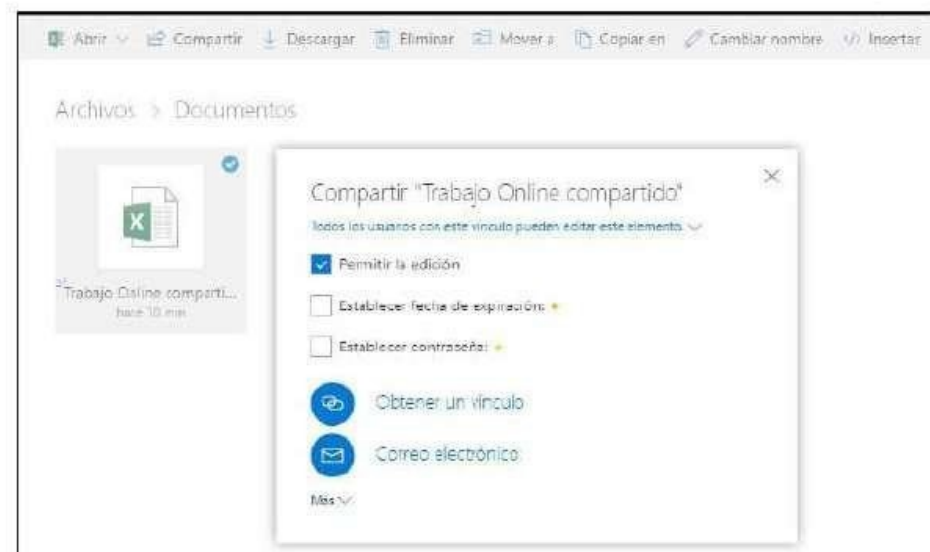 Abrir Compartir Descargar Eliminar Mover a Copiar en Cambiar nombre Insertar
Archivos > Documentos
Compartir "Trabajo Online compartido"
Todos los usuarios con este vínculo pueden editar este elemento.
Permitir la edición
Establecer fecha de expiración:
Establecer contraseña:
Trabajo Online comparti...
hace 10 min
Obtener un vínculo
Correo electrónico
Más